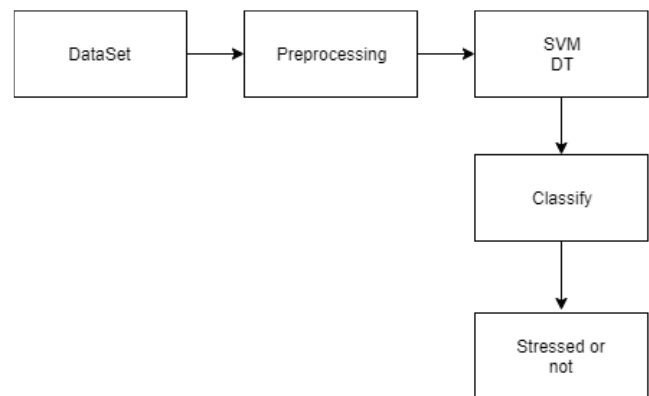 DataSet
Preprocessing
SVM
DT
Classify
Stressed or
not